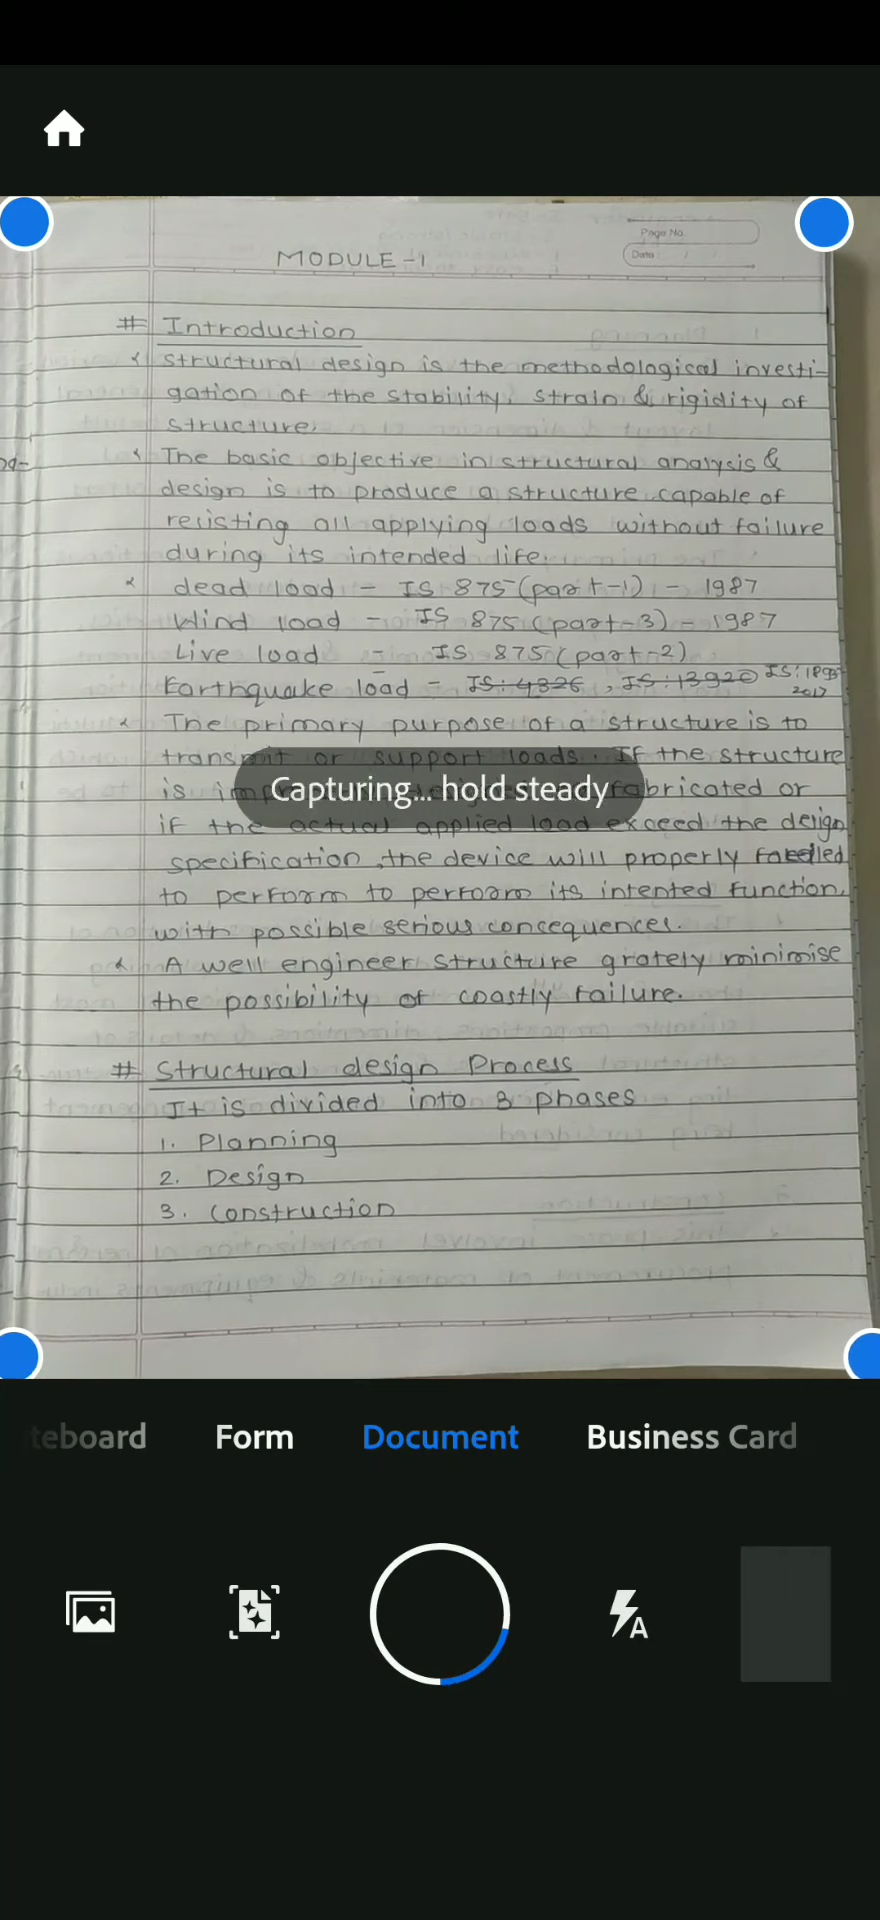 Page No.
Date
MODULE-1
# Introduction
structural design is the methodological investi-
gation of the stability, strain & rigidity of
structure.
The basic objective in structural analysis &
design is to produce a structure capable of
resisting all applying loads without failure
during its intended life.
dead load - IS 875 (part-1) - 1987
Wind load - IS 875 (part-3) - 1987
Live load - IS 875 (part-2)
Earthquake load - IS:4326, IS:13920 IS:1893
2017
The primary purpose of a structure is to
transmit or support loads. If the structure
is fabricated or
Capturing... hold steady
if the actual applied load exceed the design
specification, the device will properly
to perform to perform its intented function,
with possible serious concequences.
A well engineer structure grately minimise
the possibility of coastly failure.
# Structural design Process
It is divided into 3 phases
1. Planning
2. Design
3. Construction
teboard Form Document Business Card
A